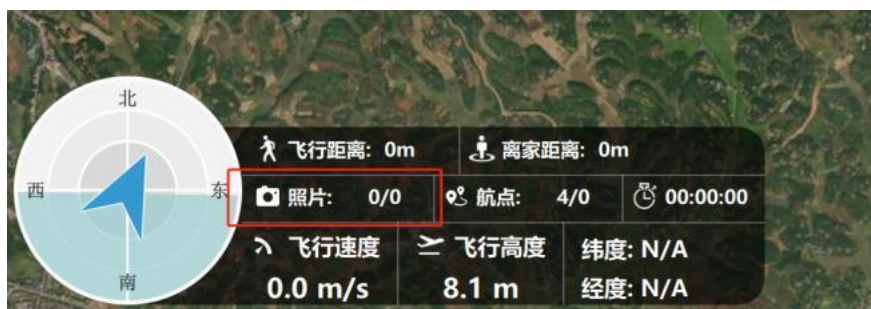 北
西
东
南
飞行距离: 0m
离家距离: 0m
照片: 0/0
航点: 4/0
00:00:00
飞行速度
飞行高度
纬度: N/A
0.0 m/s
8.1 m
经度: N/A